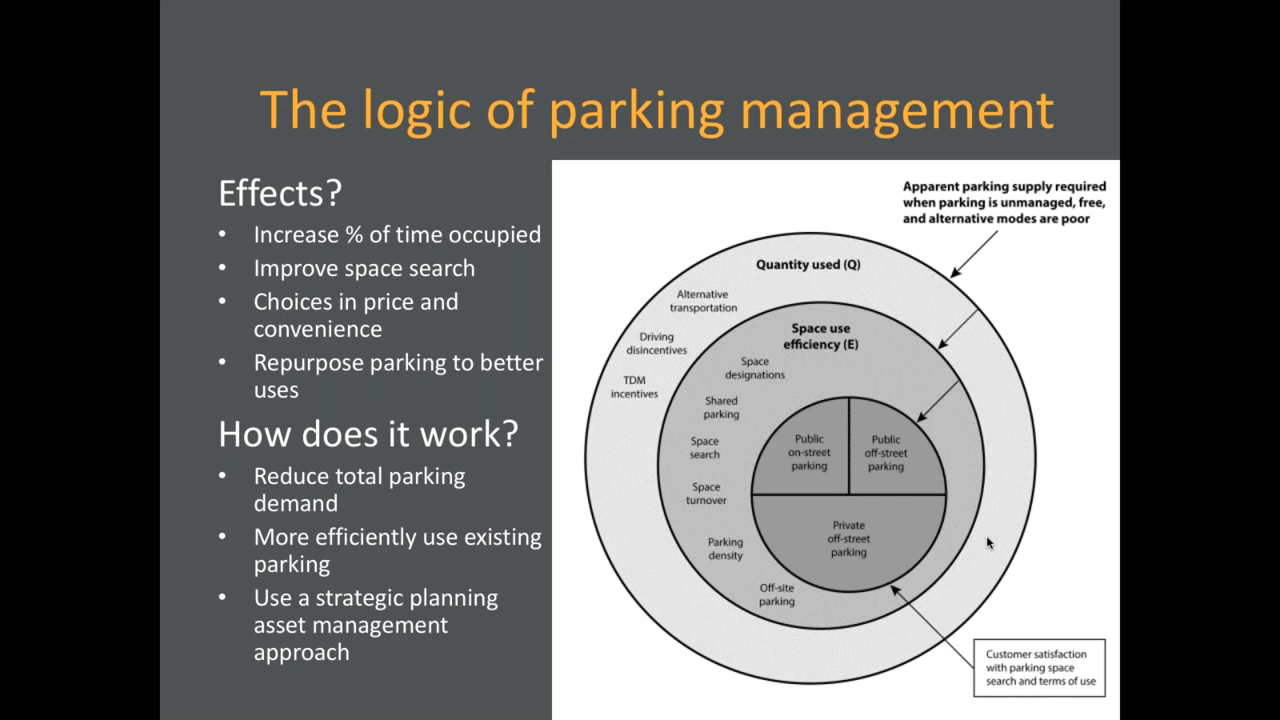 The logic of parking management
Effects?
• Increase % of time occupied
• Improve space search
• Choices in price and
convenience
• Repurpose parking to better
uses
How does it work?
• Reduce total parking
demand
• More efficiently use existing
parking
• Use a strategic planning
asset management
approach
Apparent parking supply required
when parking is unmanaged, free,
and alternative modes are poor
Quantity used (Q)
Alternative
transportation
Driving
disincentives
TDM
incentives
Space use
efficiency (E)
Space
designations
Shared
parking
Space
search
Space
turnover
Parking
density
Off-site
parking
Public
on-street
parking
Public
off-street
parking
Private
off-street
parking
Customer satisfaction
with parking space
search and terms of use